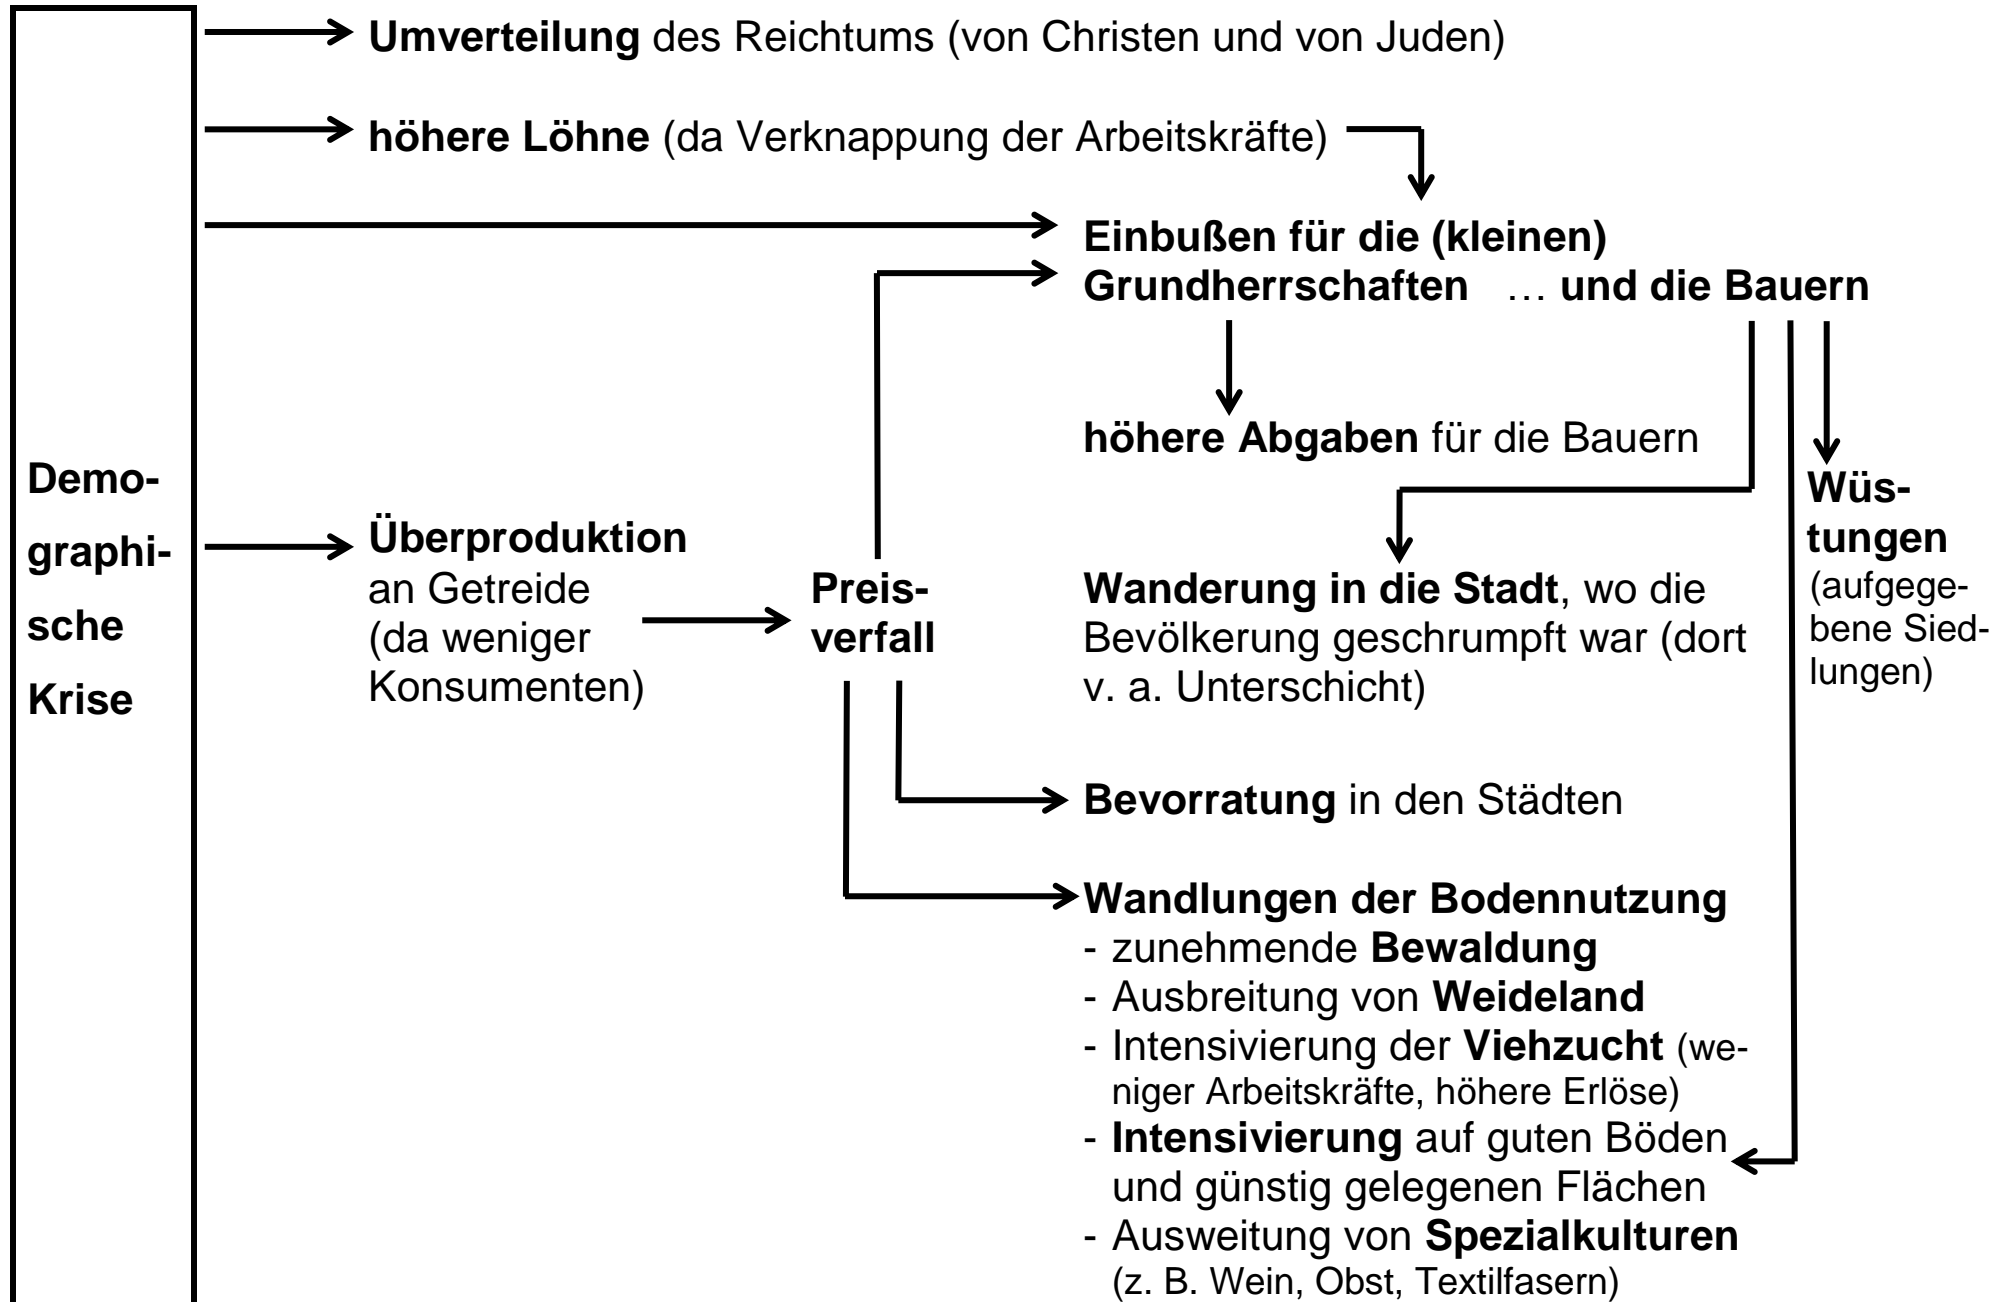 Umverteilung des Reichtums (von Christen und von Juden)
höhere Löhne (da Verknappung der Arbeitskräfte)
Einbußen für die (kleinen)
Grundherrschaften … und die Bauern
höhere Abgaben für die Bauern
Demo-
graphi-
sche
Krise
Überproduktion
an Getreide
(da weniger
Konsumenten)
Preis-
verfall
Wanderung in die Stadt, wo die
Bevölkerung geschrumpft war (dort
v. a. Unterschicht)
Wüs-
tungen
(aufgege-
bene Sied-
lungen)
Bevorratung in den Städten
Wandlungen der Bodennutzung
- zunehmende Bewaldung
- Ausbreitung von Weideland
- Intensivierung der Viehzucht (we-
niger Arbeitskräfte, höhere Erlöse)
- Intensivierung auf guten Böden
und günstig gelegenen Flächen
- Ausweitung von Spezialkulturen
(z. B. Wein, Obst, Textilfasern)